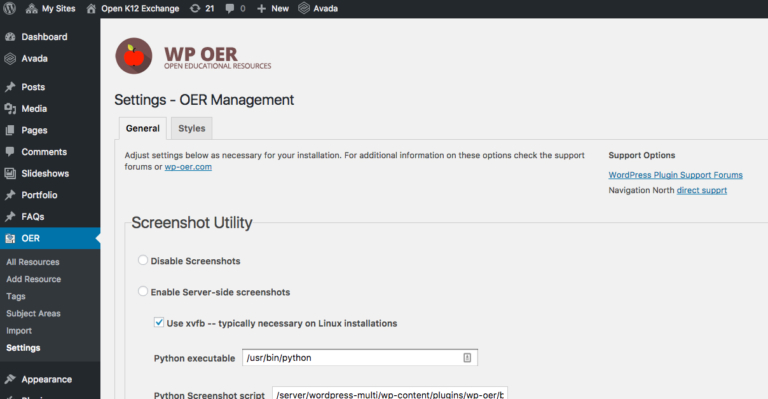 My Sites
Open K12 Exchange
21
0
+ New
Avada
Dashboard
Avada
Posts
Media
Pages
Comments
Slideshows
Portfolio
FAQs
OER
All Resources
Add Resource
Tags
Subject Areas
Import
Settings
Appearance
WP OER
OPEN EDUCATIONAL RESOURCES
Settings - OER Management
General
Styles
Adjust settings below as necessary for your installation. For additional information on these options check the support
forums or wp-oer.com
Support Options
WordPress Plugin Support Forums
Navigation North direct supprt
Screenshot Utility
Disable Screenshots
Enable Server-side screenshots
Use xvfb -- typically necessary on Linux installations
Python executable /usr/bin/python
Python Screenshot script /server/wordpress-multi/wp-content/plugins/wp-oer/b